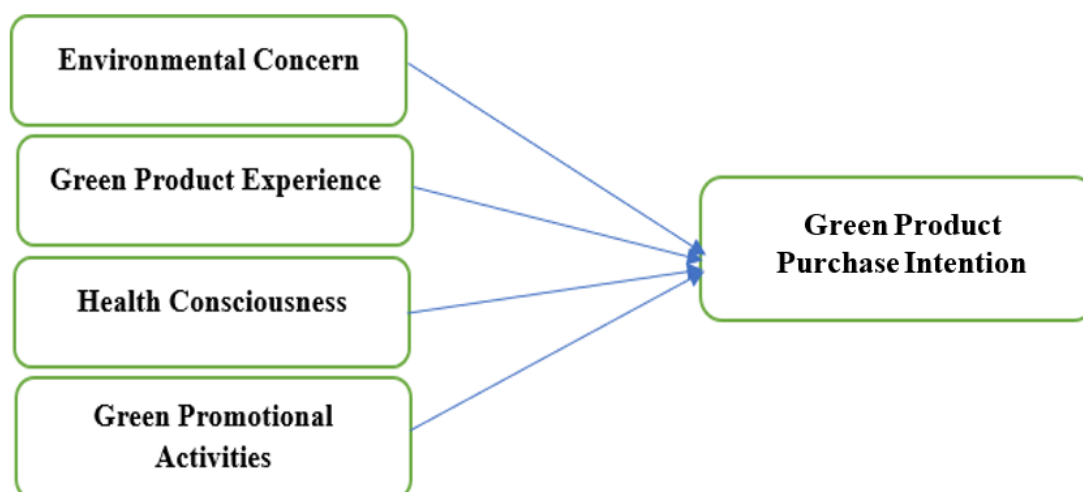 Environmental Concern
Green Product Experience
Health Consciousness
Green Promotional
Activities
Green Product
Purchase Intention